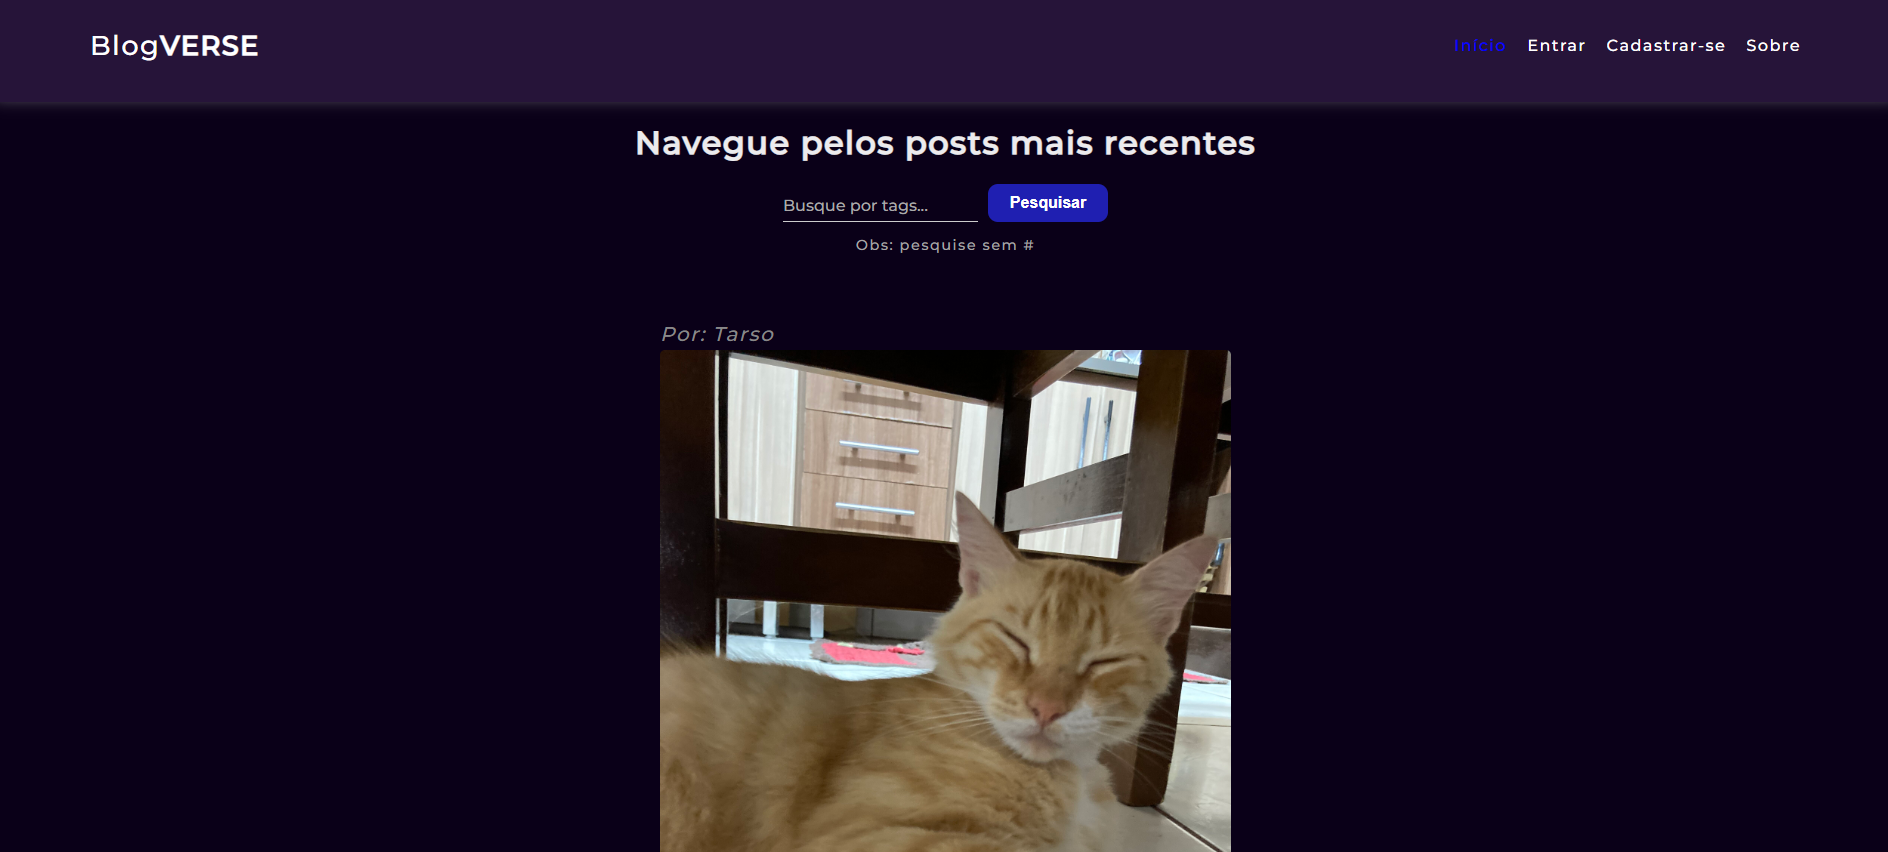 BlogVERSE
Início Entrar Cadastrar-se Sobre
Navegue pelos posts mais recentes
Busque por tags... Pesquisar
Obs: pesquise sem #
Por: Tarso